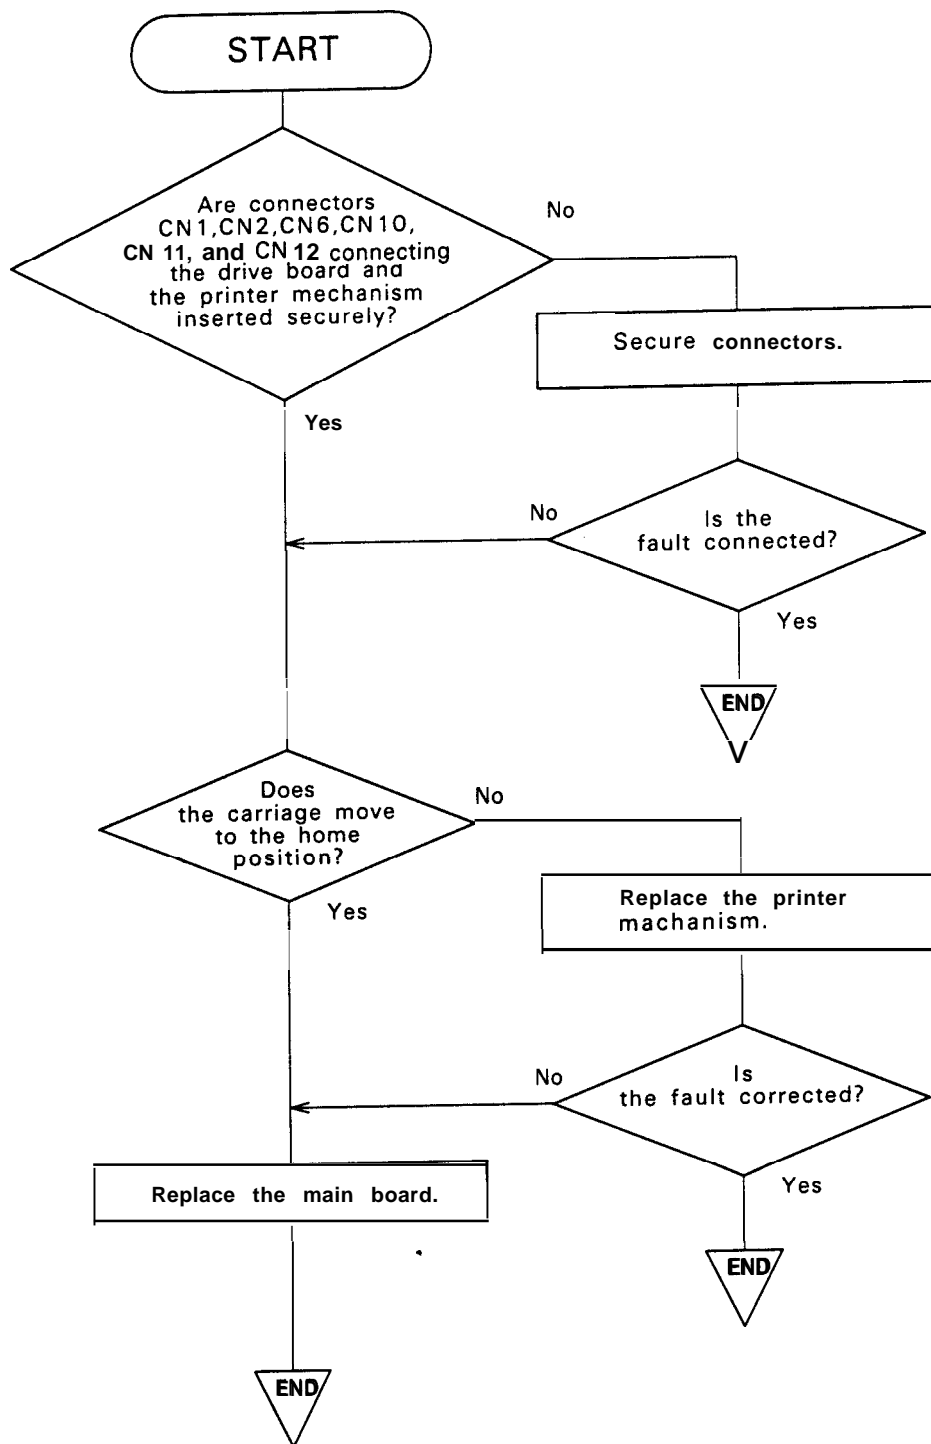 START
Are connectors
CN1,CN2,CN6,CN10,
CN 11, and CN 12 connecting
the drive board and
the printer mechanism
inserted securely?
No
Secure connectors.
Yes
No
Is the
fault connected?
Yes
END
Does
the carriage move
to the home
position?
No
Yes
Replace the printer
machanism.
Is
the fault corrected?
No
Yes
Replace the main board.
END
END